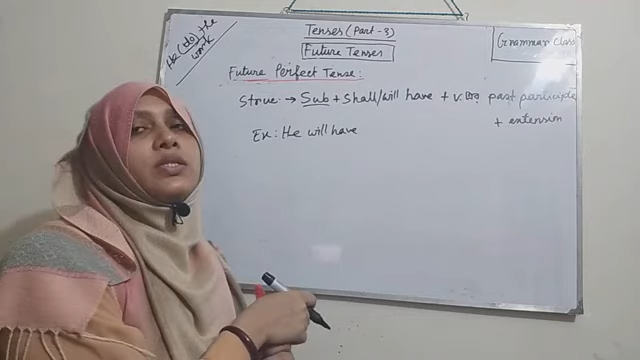 He (do) the
work
Tenses (Part - 3)
Future Tenses
Grammar Class
Future Perfect Tense :
Struc: → Sub + shall/will have + v. past participle
+ extension
Ex : He will have